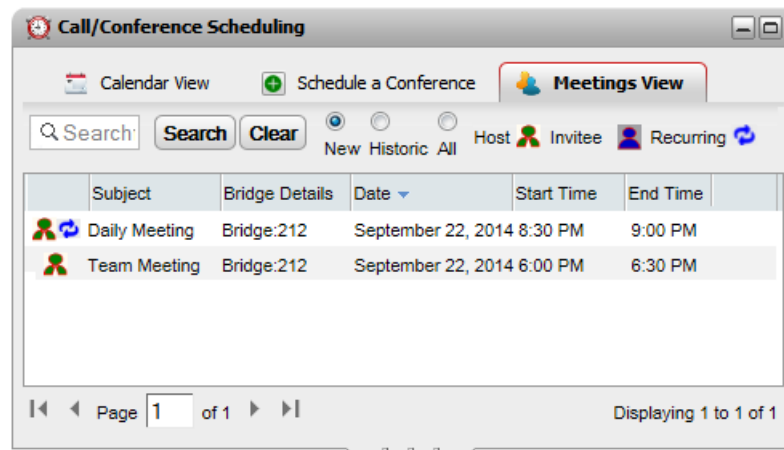 Call/Conference Scheduling
Calendar View Schedule a Conference Meetings View
Search Search Clear New Historic All Host Invitee Recurring
Subject Bridge Details Date Start Time End Time
Daily Meeting Bridge:212 September 22, 2014 8:30 PM 9:00 PM
Team Meeting Bridge:212 September 22, 2014 6:00 PM 6:30 PM
Page 1 of 1 Displaying 1 to 1 of 1